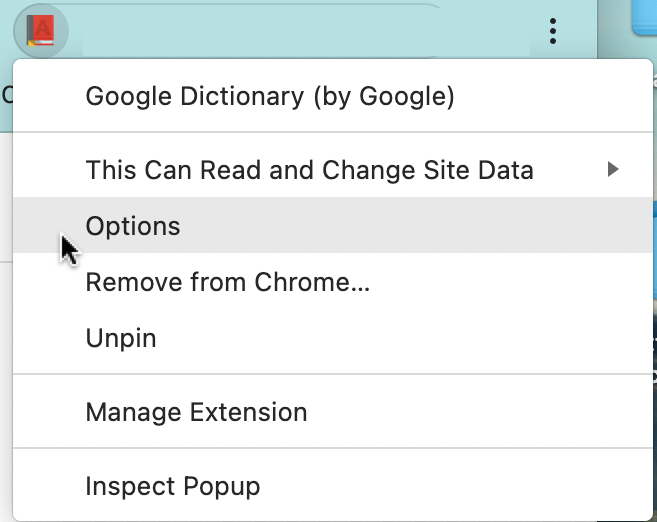 Google Dictionary (by Google)
This Can Read and Change Site Data
Options
Remove from Chrome...
Unpin
Manage Extension
Inspect Popup